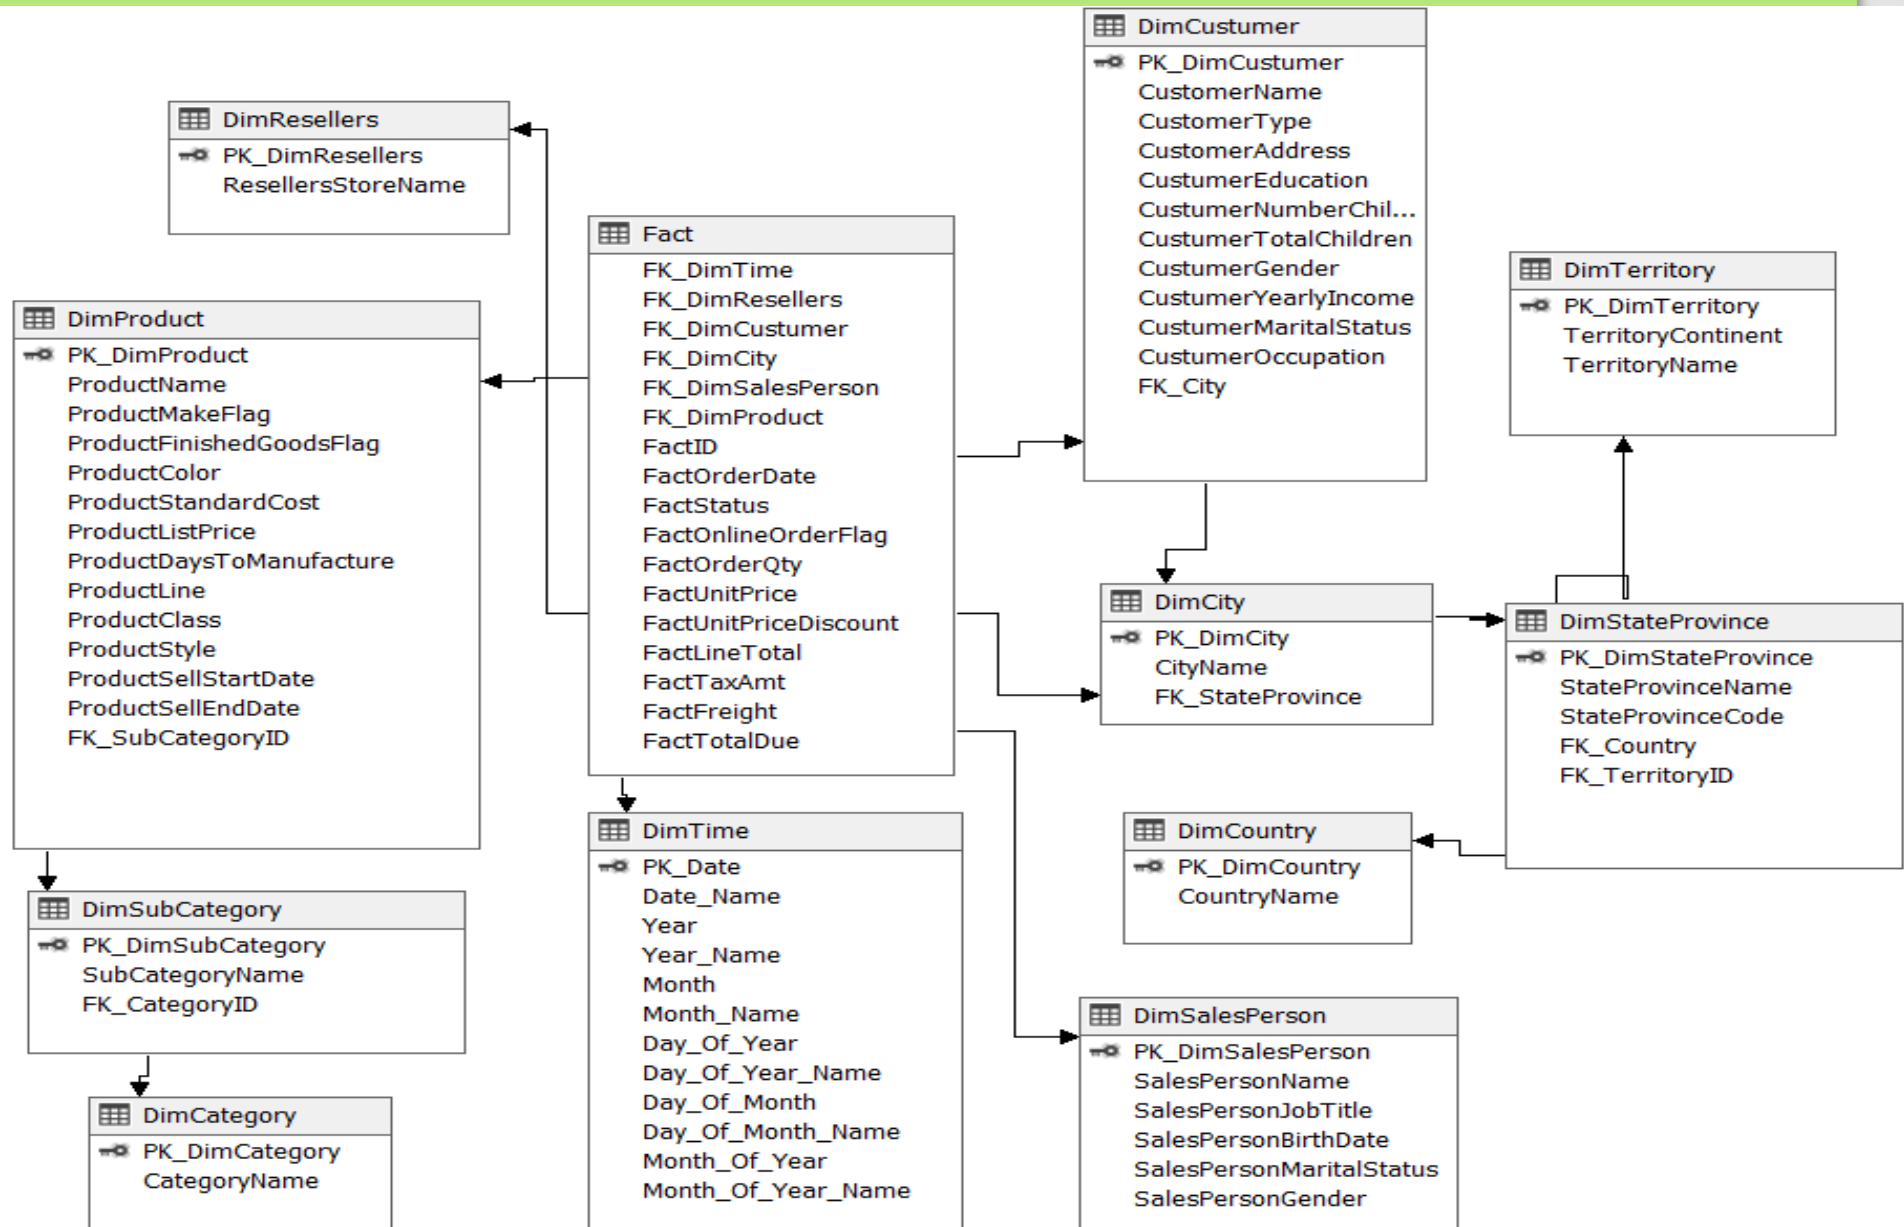 DimCustumer
PK_DimCustumer
CustomerName
CustomerType
CustomerAddress
CustumerEducation
CustumerNumberChil...
CustumerTotalChildren
CustumerGender
CustumerYearlyIncome
CustumerMaritalStatus
CustumerOccupation
FK_City
DimResellers
PK_DimResellers
ResellersStoreName
Fact
FK_DimTime
FK_DimResellers
FK_DimCustumer
FK_DimCity
FK_DimSalesPerson
FK_DimProduct
FactID
FactOrderDate
FactStatus
FactOnlineOrderFlag
FactOrderQty
FactUnitPrice
FactUnitPriceDiscount
FactLineTotal
FactTaxAmt
FactFreight
FactTotalDue
DimTerritory
PK_DimTerritory
TerritoryContinent
TerritoryName
DimProduct
PK_DimProduct
ProductName
ProductMakeFlag
ProductFinishedGoodsFlag
ProductColor
ProductStandardCost
ProductListPrice
ProductDaysToManufacture
ProductLine
ProductClass
ProductStyle
ProductSellStartDate
ProductSellEndDate
FK_SubCategoryID
DimCity
PK_DimCity
CityName
FK_StateProvince
DimStateProvince
PK_DimStateProvince
StateProvinceName
StateProvinceCode
FK_Country
FK_TerritoryID
DimTime
PK_Date
Date_Name
Year
Year_Name
Month
Month_Name
Day_Of_Year
Day_Of_Year_Name
Day_Of_Month
Day_Of_Month_Name
Month_Of_Year
Month_Of_Year_Name
DimCountry
PK_DimCountry
CountryName
DimSubCategory
PK_DimSubCategory
SubCategoryName
FK_CategoryID
DimSalesPerson
PK_DimSalesPerson
SalesPersonName
SalesPersonJobTitle
SalesPersonBirthDate
SalesPersonMaritalStatus
SalesPersonGender
DimCategory
PK_DimCategory
CategoryName